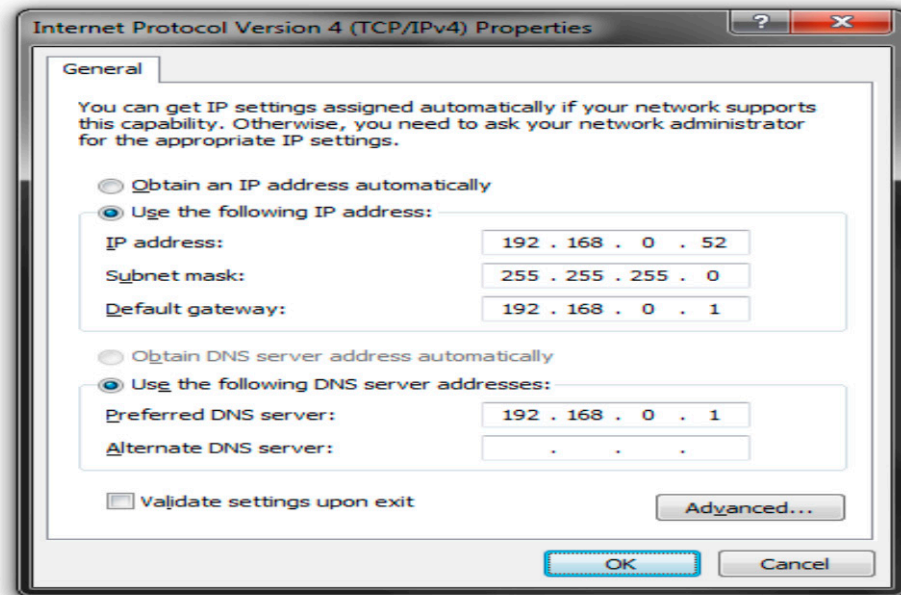 Internet Protocol Version 4 (TCP/IPv4) Properties
?
General
You can get IP settings assigned automatically if your network supports
this capability. Otherwise, you need to ask your network administrator
for the appropriate IP settings.
Obtain an IP address automatically
Use the following IP address:
IP address: 192 . 168 . 0 . 52
Subnet mask: 255 . 255 . 255 . 0
Default gateway: 192 . 168 . 0 . 1
Obtain DNS server address automatically
Use the following DNS server addresses:
Preferred DNS server: 192 . 168 . 0 . 1
Alternate DNS server: . . .
Validate settings upon exit
Advanced...
OK Cancel